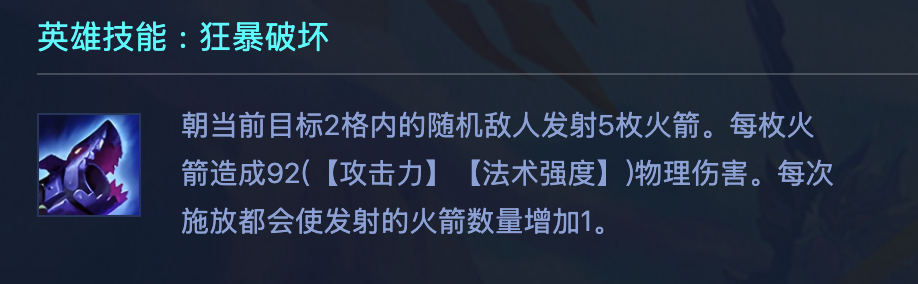 英雄技能：狂暴破坏
朝当前目标2格内的随机敌人发射5枚火箭。每枚火
箭造成92(【攻击力】【法术强度】)物理伤害。每次
施放都会使发射的火箭数量增加1。